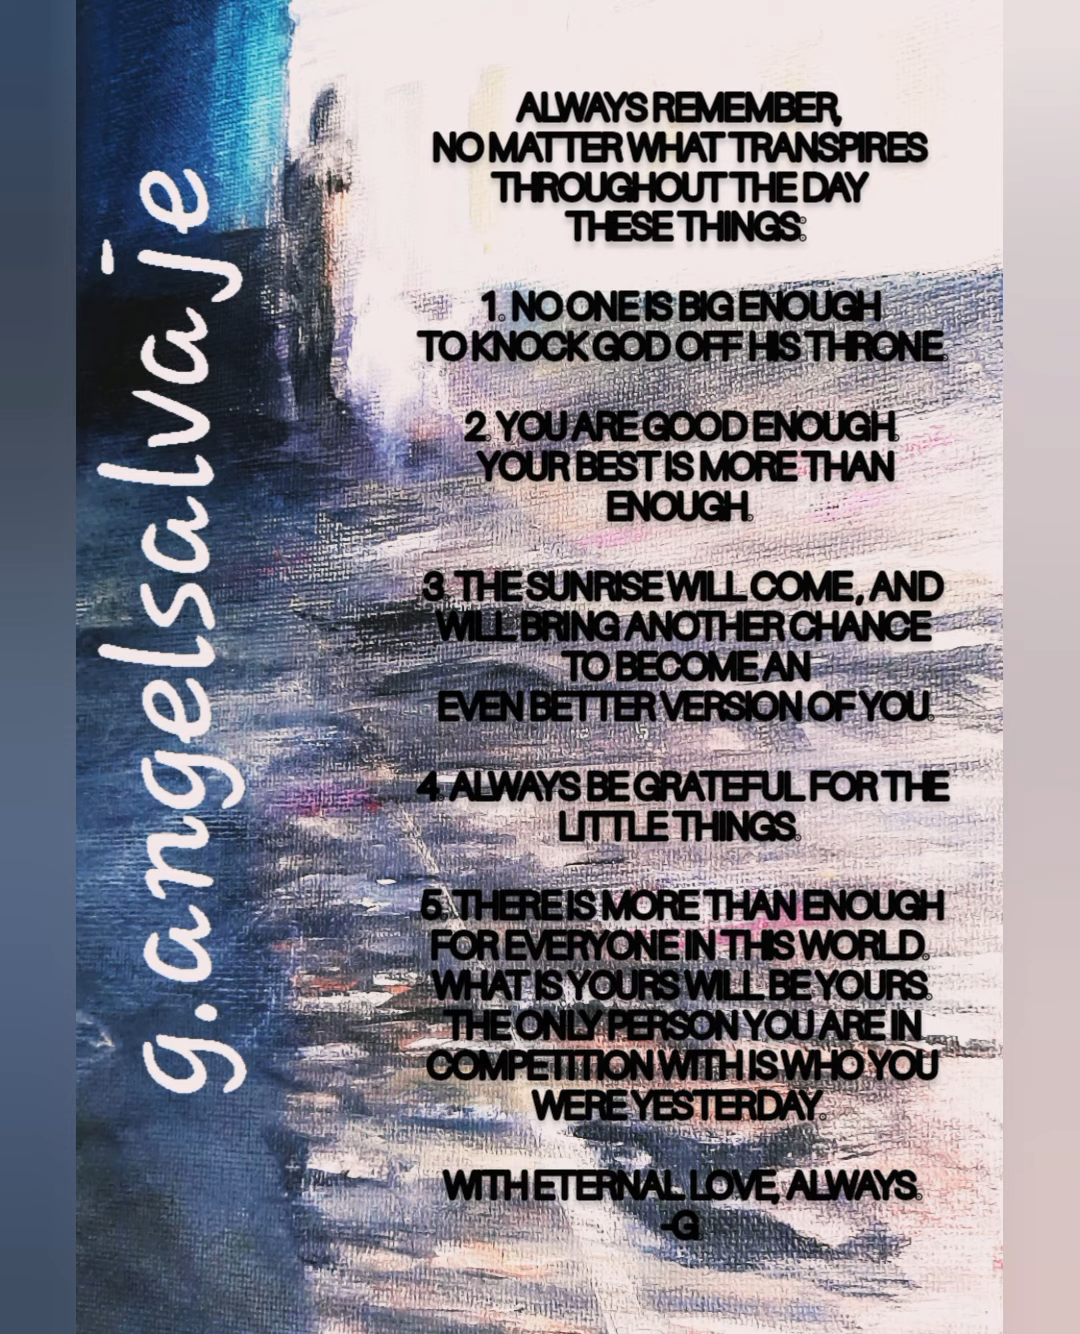 g.angelsalvaje
ALWAYS REMEMBER,
NO MATTER WHAT TRANSPIRES
THROUGHOUT THE DAY
THESE THINGS:
1. NO ONE IS BIG ENOUGH
TO KNOCK GOD OFF HIS THRONE.
2. YOU ARE GOOD ENOUGH.
YOUR BEST IS MORE THAN
ENOUGH.
3. THE SUNRISE WILL COME, AND
WILL BRING ANOTHER CHANCE
TO BECOME AN
EVEN BETTER VERSION OF YOU.
4. ALWAYS BE GRATEFUL FOR THE
LITTLE THINGS.
5. THERE IS MORE THAN ENOUGH
FOR EVERYONE IN THIS WORLD.
WHAT IS YOURS WILL BE YOURS.
THE ONLY PERSON YOU ARE IN
COMPETITION WITH IS WHO YOU
WERE YESTERDAY.
WITH ETERNAL LOVE, ALWAYS.
-G